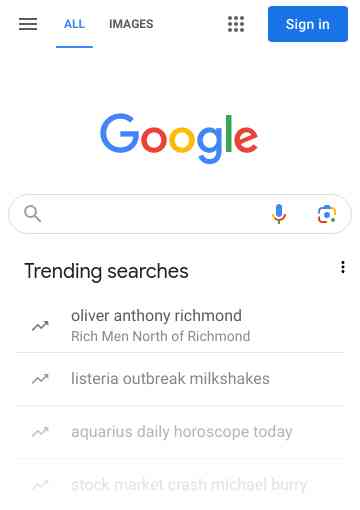 ALL IMAGES Sign in
Google
Trending searches
oliver anthony richmond
Rich Men North of Richmond
listeria outbreak milkshakes
aquarius daily horoscope today
stock market crash michael burry